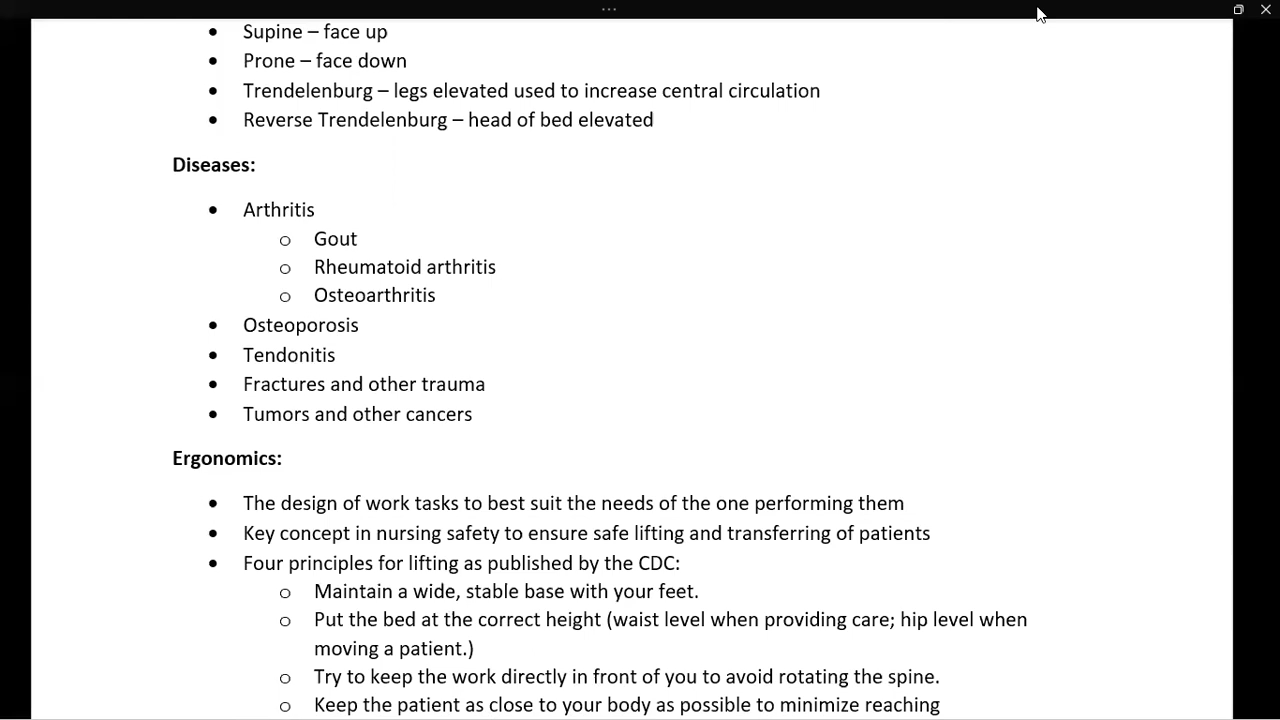 • Supine – face up
• Prone – face down
• Trendelenburg – legs elevated used to increase central circulation
• Reverse Trendelenburg – head of bed elevated
Diseases:
• Arthritis
o Gout
o Rheumatoid arthritis
o Osteoarthritis
• Osteoporosis
• Tendonitis
• Fractures and other trauma
• Tumors and other cancers
Ergonomics:
• The design of work tasks to best suit the needs of the one performing them
• Key concept in nursing safety to ensure safe lifting and transferring of patients
• Four principles for lifting as published by the CDC:
o Maintain a wide, stable base with your feet.
o Put the bed at the correct height (waist level when providing care; hip level when
moving a patient.)
o Try to keep the work directly in front of you to avoid rotating the spine.
o Keep the patient as close to your body as possible to minimize reaching